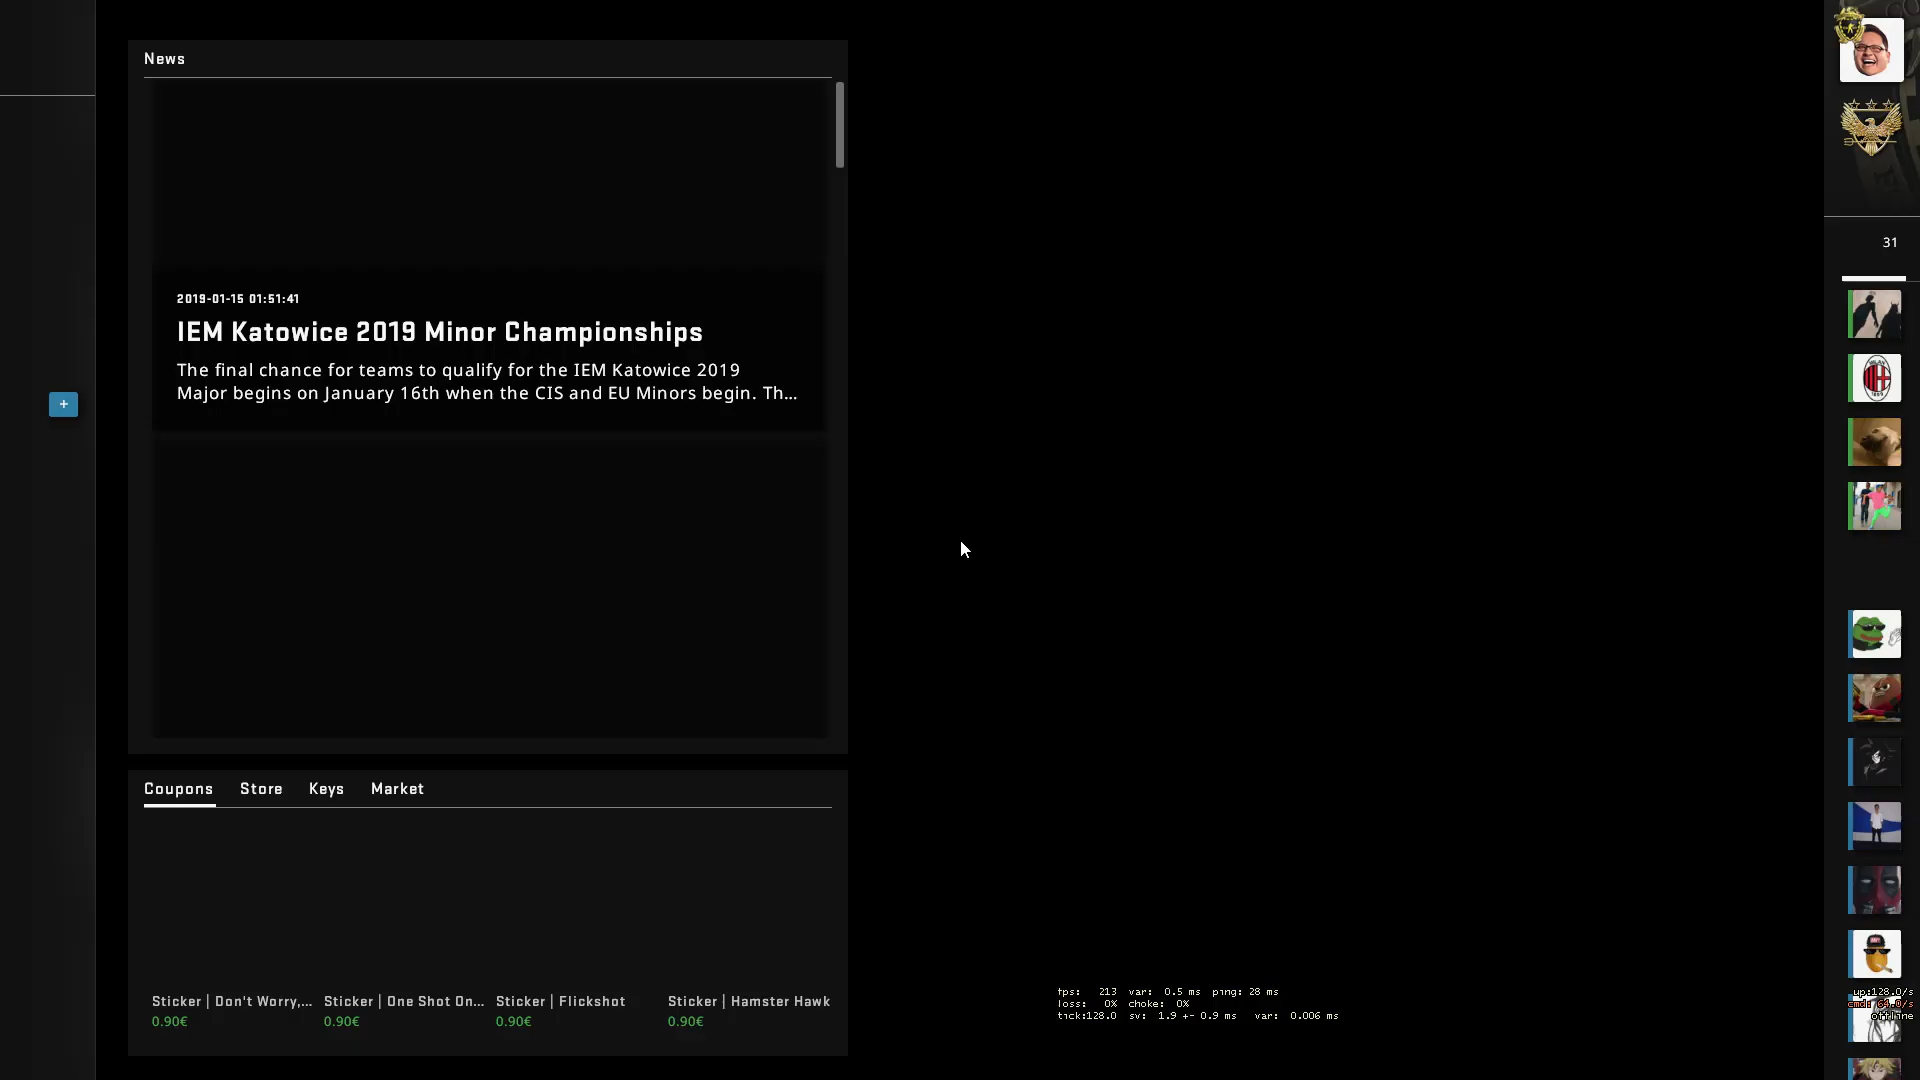 News
2019-01-15 01:51:41
IEM Katowice 2019 Minor Championships
The final chance for teams to qualify for the IEM Katowice 2019
Major begins on January 16th when the CIS and EU Minors begin. Th...
+
31
Coupons Store Keys Market
Sticker | Don't Worry,... Sticker | One Shot On... Sticker | Flickshot Sticker | Hamster Hawk
0.90€ 0.90€ 0.90€ 0.90€
fps: 213 var: 0.5 ms ping: 28 ms
loss: 0% choke: 0%
tick:128.0 sv: 1.9 +- 0.9 ms var: 0.006 ms
up:128.0/s
cmd: 64.0/s
offline